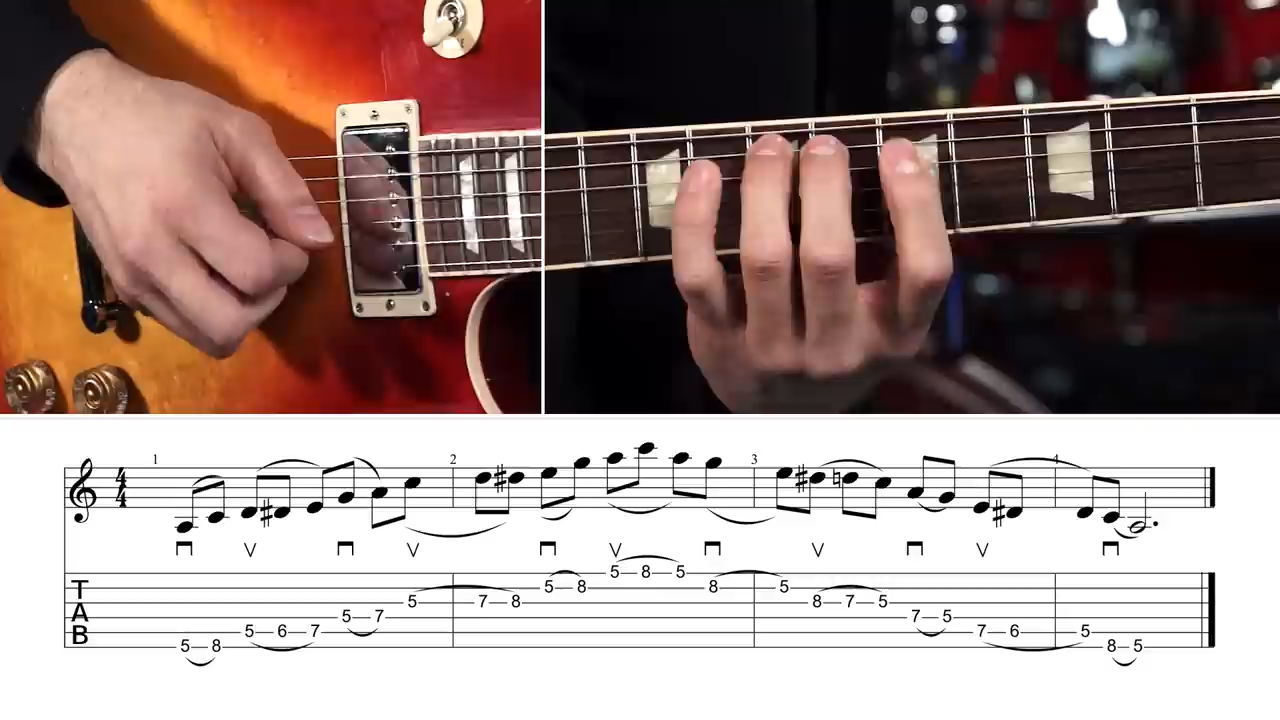 1 2 3 4
4
4
5 8 5
T 5 8 8 5
A 5 7 8 8 7 5
5 7 7 5
B 5 6 7 7 6 5
5 8 8 5